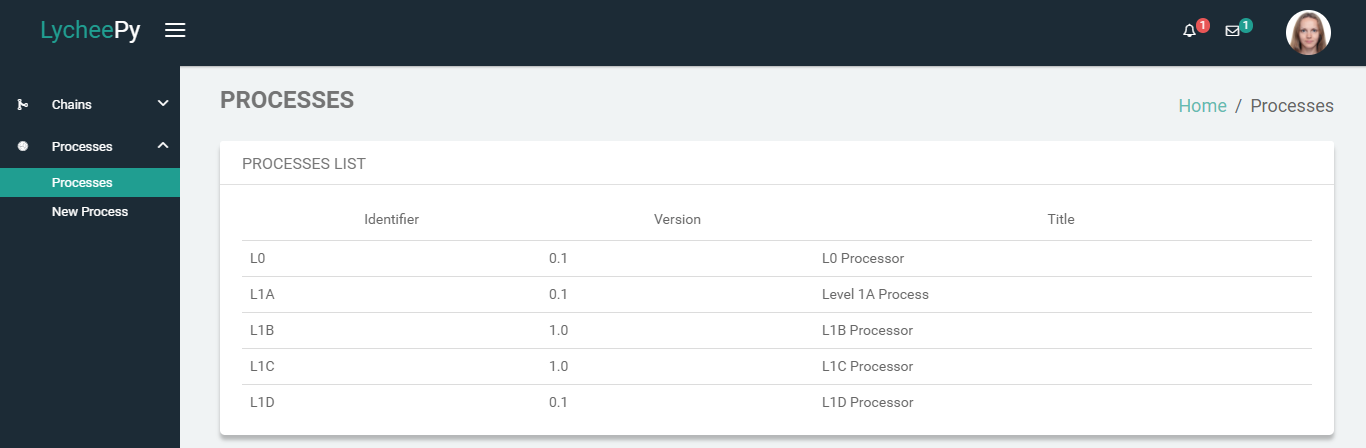 LycheePy
1
1
Chains
Processes
Processes
New Process
PROCESSES
Home / Processes
PROCESSES LIST
Identifier Version Title
L0 0.1 L0 Processor
L1A 0.1 Level 1A Process
L1B 1.0 L1B Processor
L1C 1.0 L1C Processor
L1D 0.1 L1D Processor